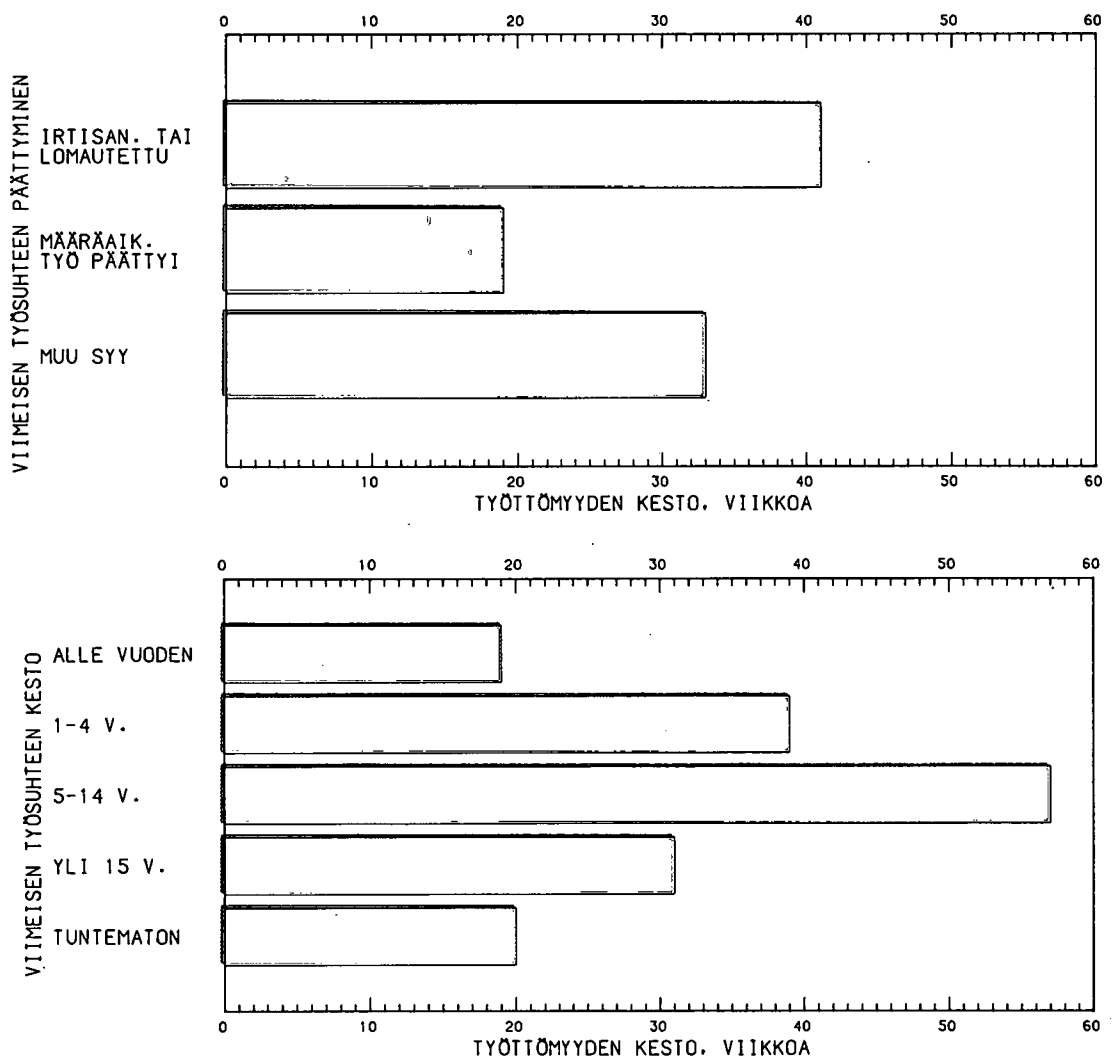 0 10 20 30 40 50 60
VIIMEISEN TYÖSUHTEEN PÄÄTTYMINEN
IRTISAN. TAI
LOMAUTETTU
MÄÄRÄAIK.
TYÖ PÄÄTTYI
MUU SYY
0 10 20 30 40 50 60
TYÖTTÖMYYDEN KESTO. VIIKKOA
0 10 20 30 40 50 60
VIIMEISEN TYÖSUHTEEN KESTO
ALLE VUODEN
1-4 V.
5-14 V.
YLI 15 V.
TUNTEMATON
0 10 20 30 40 50 60
TYÖTTÖMYYDEN KESTO. VIIKKOA